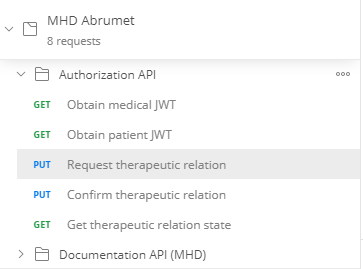 MHD Abrumet
8 requests
Authorization API
GET Obtain medical JWT
GET Obtain patient JWT
PUT Request therapeutic relation
PUT Confirm therapeutic relation
GET Get therapeutic relation state
Documentation API (MHD)